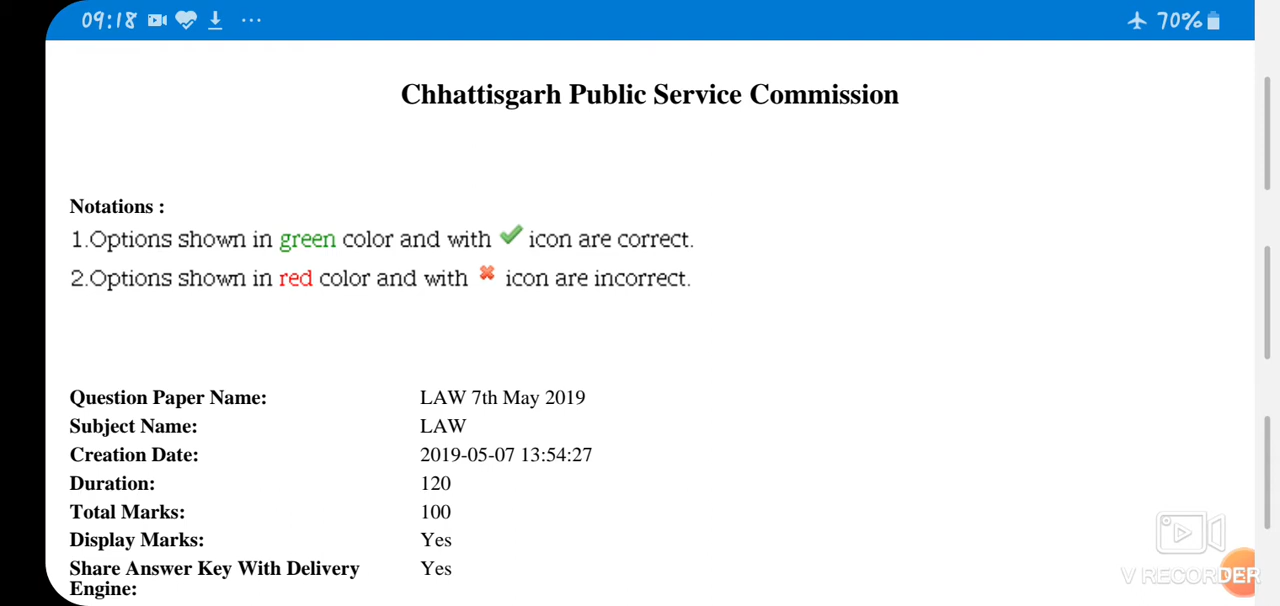 09:18 ... 70%
Chhattisgarh Public Service Commission
Notations :
1.Options shown in green color and with ✔ icon are correct.
2.Options shown in red color and with ✖ icon are incorrect.
Question Paper Name: LAW 7th May 2019
Subject Name: LAW
Creation Date: 2019-05-07 13:54:27
Duration: 120
Total Marks: 100
Display Marks: Yes
Share Answer Key With Delivery Yes
Engine:
V RECORDER